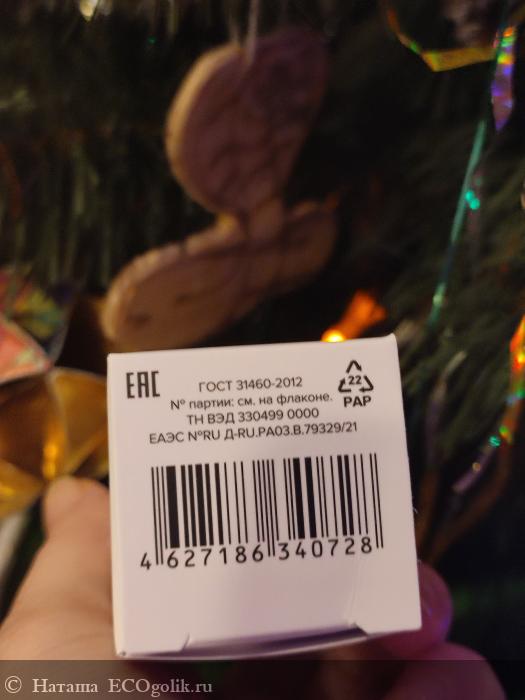 EAC
ГОСТ 31460-2012
№ партии: см. на флаконе.
ТН ВЭД 330499 0000
ЕАЭС N°RU Д-RU.РА03.В.79329/21
22
PAP
4 627186 340728
© Наташа ECOgolik.ru